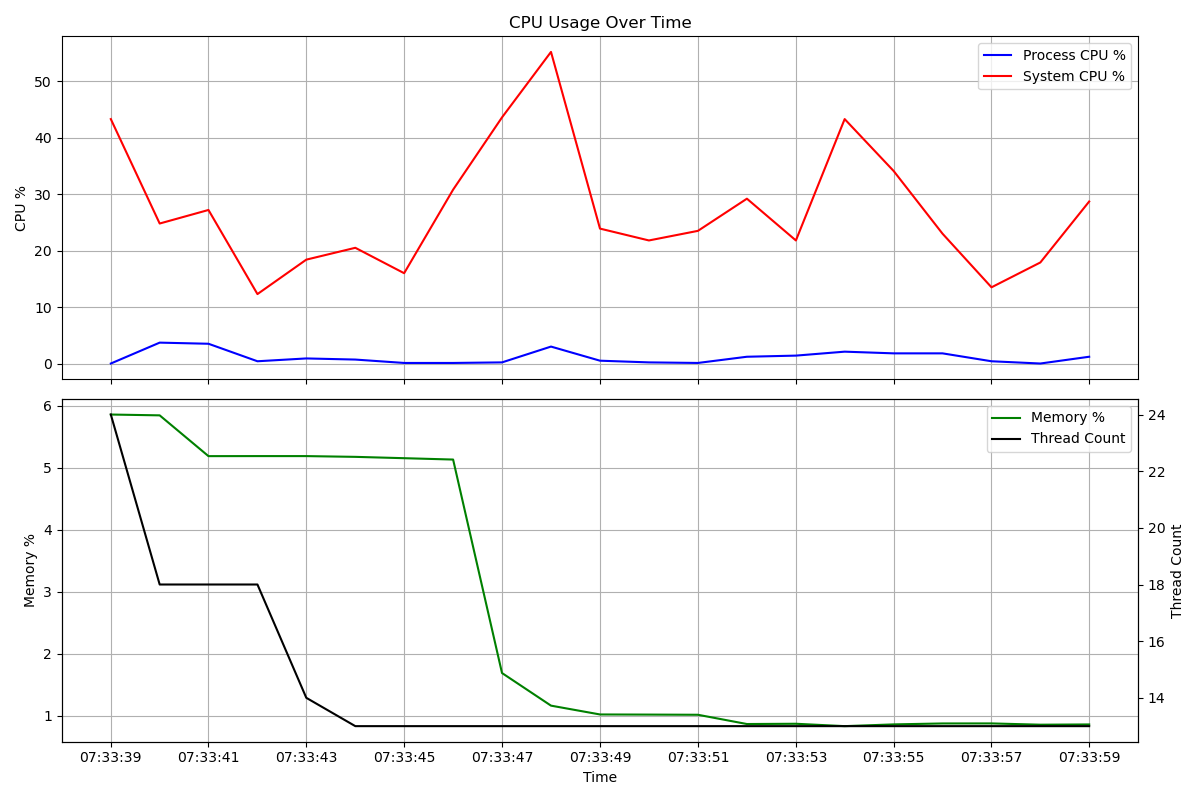 CPU Usage Over Time
Process CPU %
System CPU %
CPU %
50
40
30
20
10
0
Memory %
Thread Count
Memory %
6
5
4
3
2
1
24
22
20
18
16
14
Thread Count
07:33:39 07:33:41 07:33:43 07:33:45 07:33:47 07:33:49 07:33:51 07:33:53 07:33:55 07:33:57 07:33:59
Time